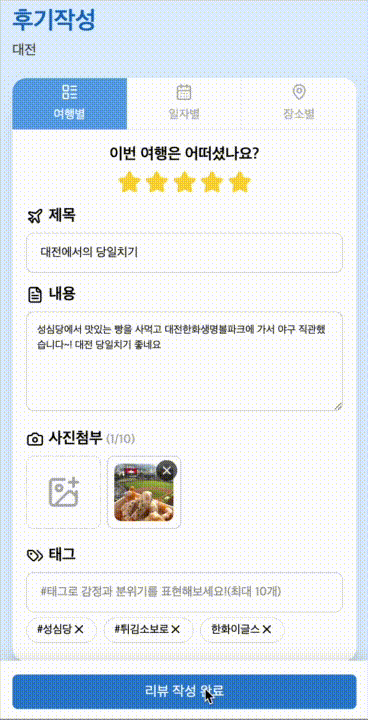 후기작성
대전
여행별 일자별 장소별
이번 여행은 어떠셨나요?
제목
대전에서의 당일치기
내용
성심당에서 맛있는 빵을 사먹고 대전한화생명볼파크에 가서 야구 직관했
습니다~! 대전 당일치기 좋네요
사진첨부 (1/10)
태그
#태그로 감정과 분위기를 표현해보세요!(최대 10개)
#성심당 #튀김소보로 한화이글스
리뷰 작성 완료